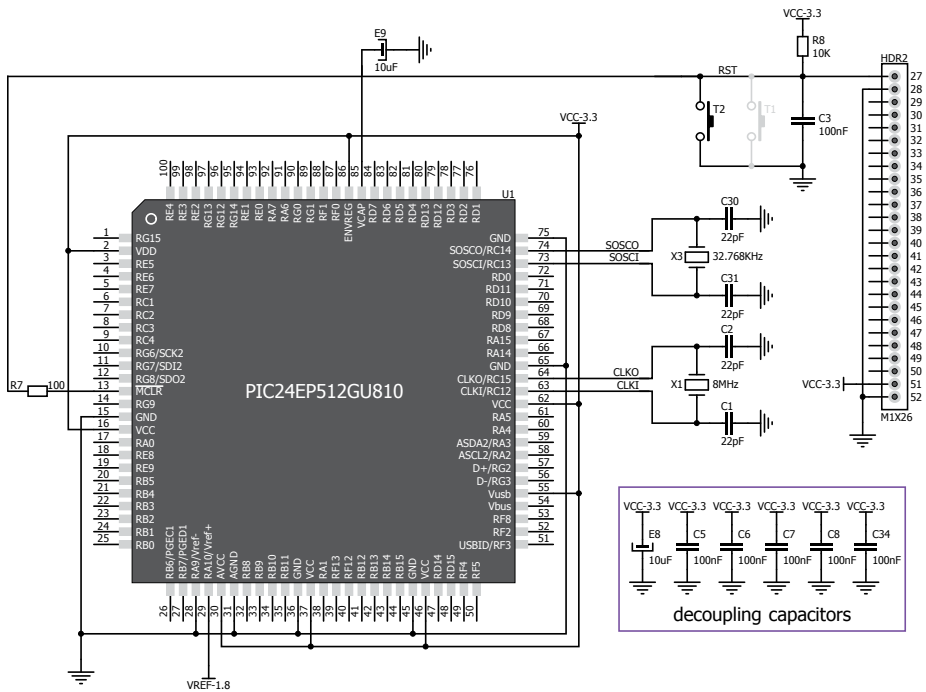 VCC-3.3
E9
10uF
R8
10K
HDR2
RST
T2
T1
C3
100nF
27
28
29
30
31
32
33
34
35
36
37
38
39
40
41
42
43
44
45
46
47
48
49
50
51
52
M1X26
VCC-3.3
VCC-3.3
100 99 98 97 96 95 94 93 92 91 90 89 88 87 86 85 84 83 82 81 80 79 78 77 76
U1
RE4 RE3 RE2 RG13 RG12 RG14 RE1 RE0 RA7 RA6 RG0 RG1 RF1 RF0 ENVREG VCAP RD7 RD6 RD5 RD4 RD13 RD12 RD3 RD2 RD1
1 RG15
2 VDD
3 RE5
4 RE6
5 RE7
6 RC1
7 RC2
8 RC3
9 RC4
10 RG6/SCK2
11 RG7/SDI2
12 RG8/SDO2
13 MCLR
14 RG9
15 GND
16 VCC
17 RA0
18 RE8
19 RE9
20 RB5
21 RB4
22 RB3
23 RB2
24 RB1
25 RB0
R7 100
PIC24EP512GU810
GND 75
SOSCO/RC14 74
SOSCI/RC13 73
RD0 72
RD11 71
RD10 70
RD9 69
RD8 68
RA15 67
RA14 66
GND 65
CLKO/RC15 64
CLKI/RC12 63
VCC 62
RA5 61
RA4 60
ASDA2/RA3 59
ASCL2/RA2 58
D+/RG2 57
D-/RG3 56
Vusb 55
Vbus 54
RF8 53
RF2 52
USBID/RF3 51
RB6/PGEC1 RB7/PGED1 RA9/Vref- RA10/Vref+ AVCC AGND RB8 RB9 RB10 RB11 GND VCC RA1 RF13 RF12 RB12 RB13 RB14 RB15 GND VCC RD14 RD15 RF4 RF5
26 27 28 29 30 31 32 33 34 35 36 37 38 39 40 41 42 43 44 45 46 47 48 49 50
VREF-1.8
SOSCO
SOSCI
C30
22pF
X3 32.768KHz
C31
22pF
CLKO
CLKI
C2
22pF
X1 8MHz
C1
22pF
VCC-3.3 VCC-3.3 VCC-3.3 VCC-3.3 VCC-3.3 VCC-3.3
E8 C5 C6 C7 C8 C34
10uF 100nF 100nF 100nF 100nF 100nF
decoupling capacitors